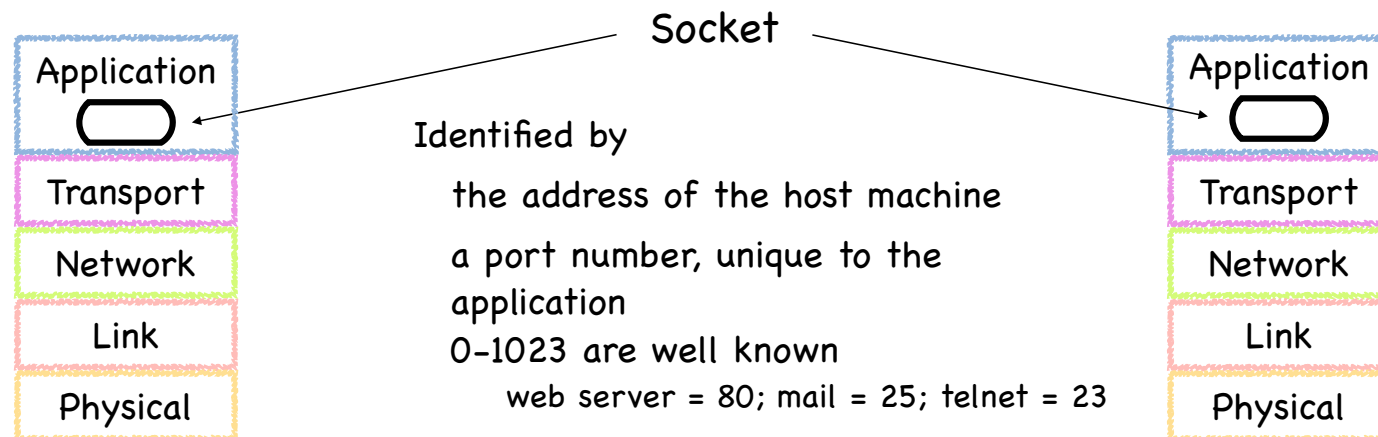 Socket
Application
Transport
Network
Link
Physical
Identified by
the address of the host machine
a port number, unique to the
application
0-1023 are well known
web server = 80; mail = 25; telnet = 23
Application
Transport
Network
Link
Physical